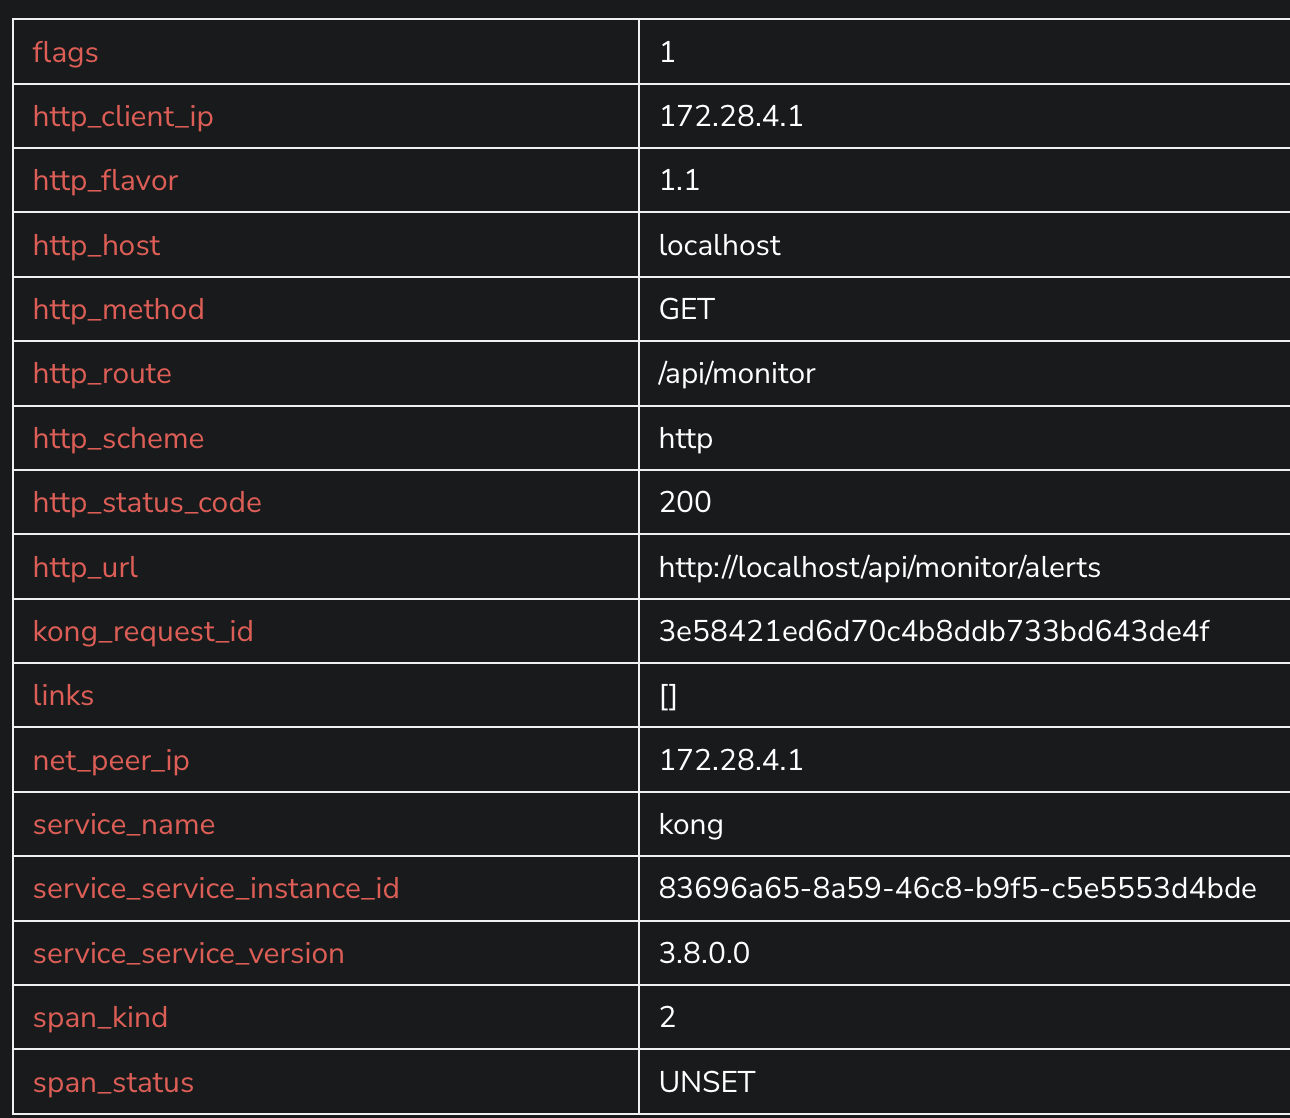 flags 1
http_client_ip 172.28.4.1
http_flavor 1.1
http_host localhost
http_method GET
http_route /api/monitor
http_scheme http
http_status_code 200
http_url http://localhost/api/monitor/alerts
kong_request_id 3e58421ed6d70c4b8ddb733bd643de4f
links []
net_peer_ip 172.28.4.1
service_name kong
service_service_instance_id 83696a65-8a59-46c8-b9f5-c5e5553d4bde
service_service_version 3.8.0.0
span_kind 2
span_status UNSET